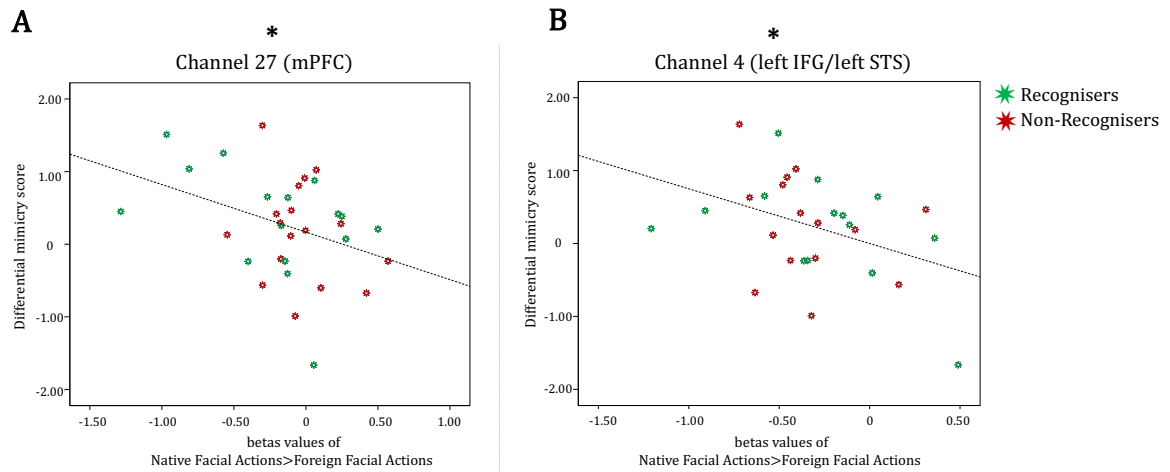 A
*
Channel 27 (mPFC)
Differential mimicry score
2.00
1.00
0
-1.00
-2.00
-1.50
-1.00
-0.50
0
0.50
1.00
betas values of
Native Facial Actions>Foreign Facial Actions
B
*
Channel 4 (left IFG/left STS)
Differential mimicry score
2.00
1.00
0
-1.00
-2.00
-1.50
-1.00
-0.50
0
0.50
betas values of
Native Facial Actions>Foreign Facial Actions
Recognisers
Non-Recognisers